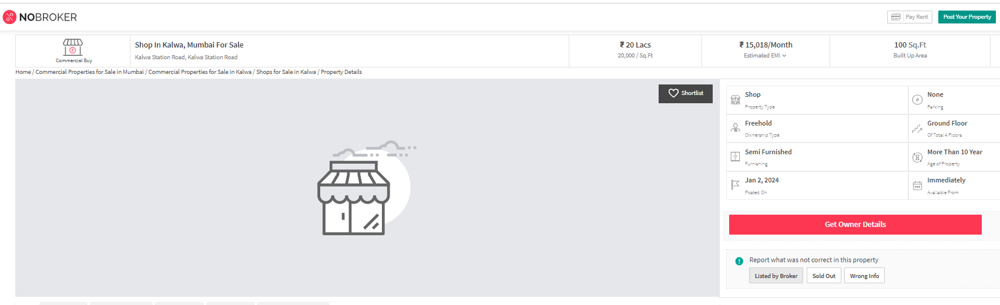 NOBROKER
Pay Rent
Post Your Property
Commercial Buy
Shop In Kalwa, Mumbai For Sale
Kalwa Station Road, Kalwa Station Road
₹ 20 Lacs
20,000 / Sq.Ft
₹ 15,018/Month
Estimated EMI
100 Sq.Ft
Built Up Area
Home / Commercial Properties for Sale in Mumbai / Commercial Properties for Sale in Kalwa / Shops for Sale in Kalwa / Property Details
Shortlist
Shop
Property Type
P
None
Parking
Freehold
Ownership Type
Ground Floor
Of Total 4 Floors
Semi Furnished
Furnishing
More Than 10 Year
Age of Property
Jan 2, 2024
Posted On
Immediately
Available From
Get Owner Details
Report what was not correct in this property
Listed by Broker
Sold Out
Wrong Info